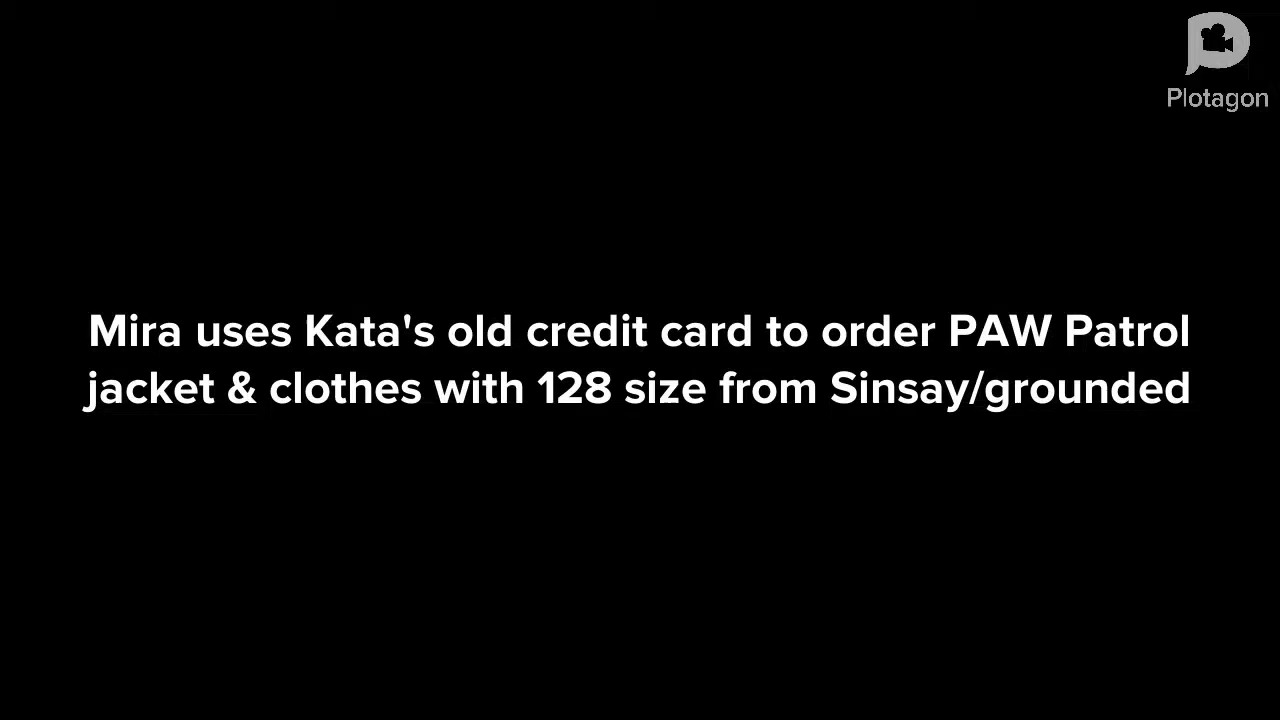 Plotagon
Mira uses Kata's old credit card to order PAW Patrol
jacket & clothes with 128 size from Sinsay/grounded